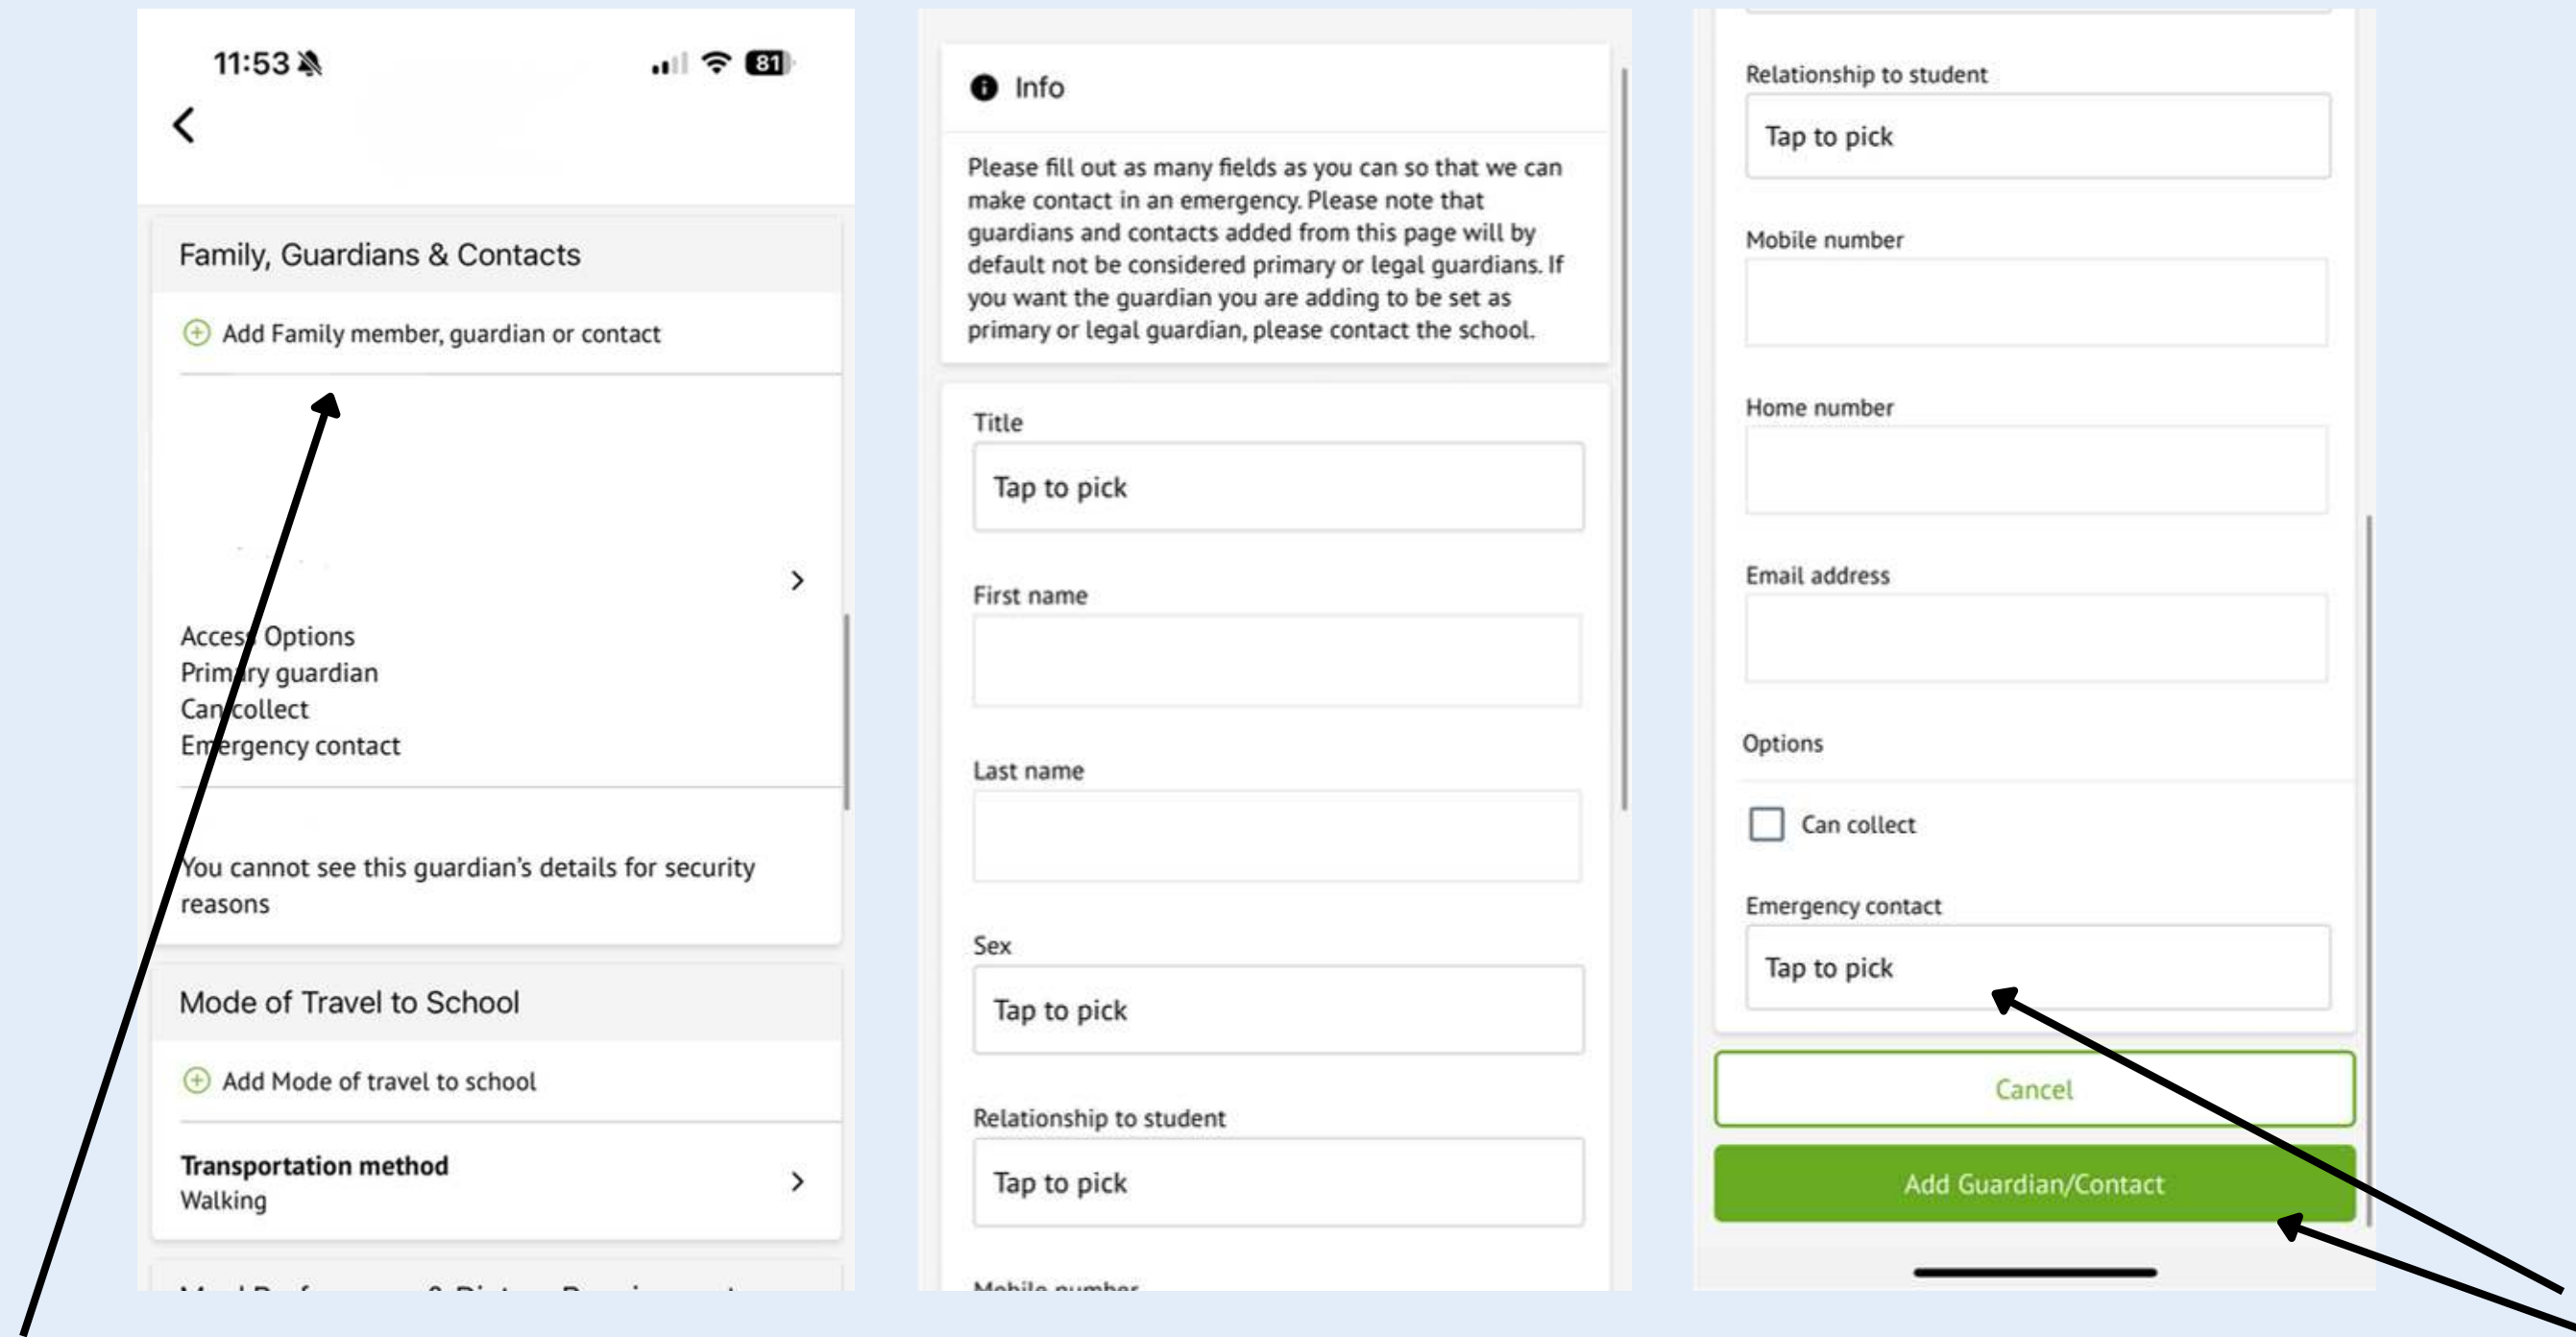 11:53
81
Family, Guardians & Contacts
Add Family member, guardian or contact
Access Options
Primary guardian
Can collect
Emergency contact
You cannot see this guardian's details for security
reasons
Mode of Travel to School
Add Mode of travel to school
Transportation method
Walking
Info
Please fill out as many fields as you can so that we can
make contact in an emergency. Please note that
guardians and contacts added from this page will by
default not be considered primary or legal guardians. If
you want the guardian you are adding to be set as
primary or legal guardian, please contact the school.
Title
Tap to pick
First name
Last name
Sex
Tap to pick
Relationship to student
Tap to pick
Mobile number
Relationship to student
Tap to pick
Mobile number
Home number
Email address
Options
Can collect
Emergency contact
Tap to pick
Cancel
Add Guardian/Contact